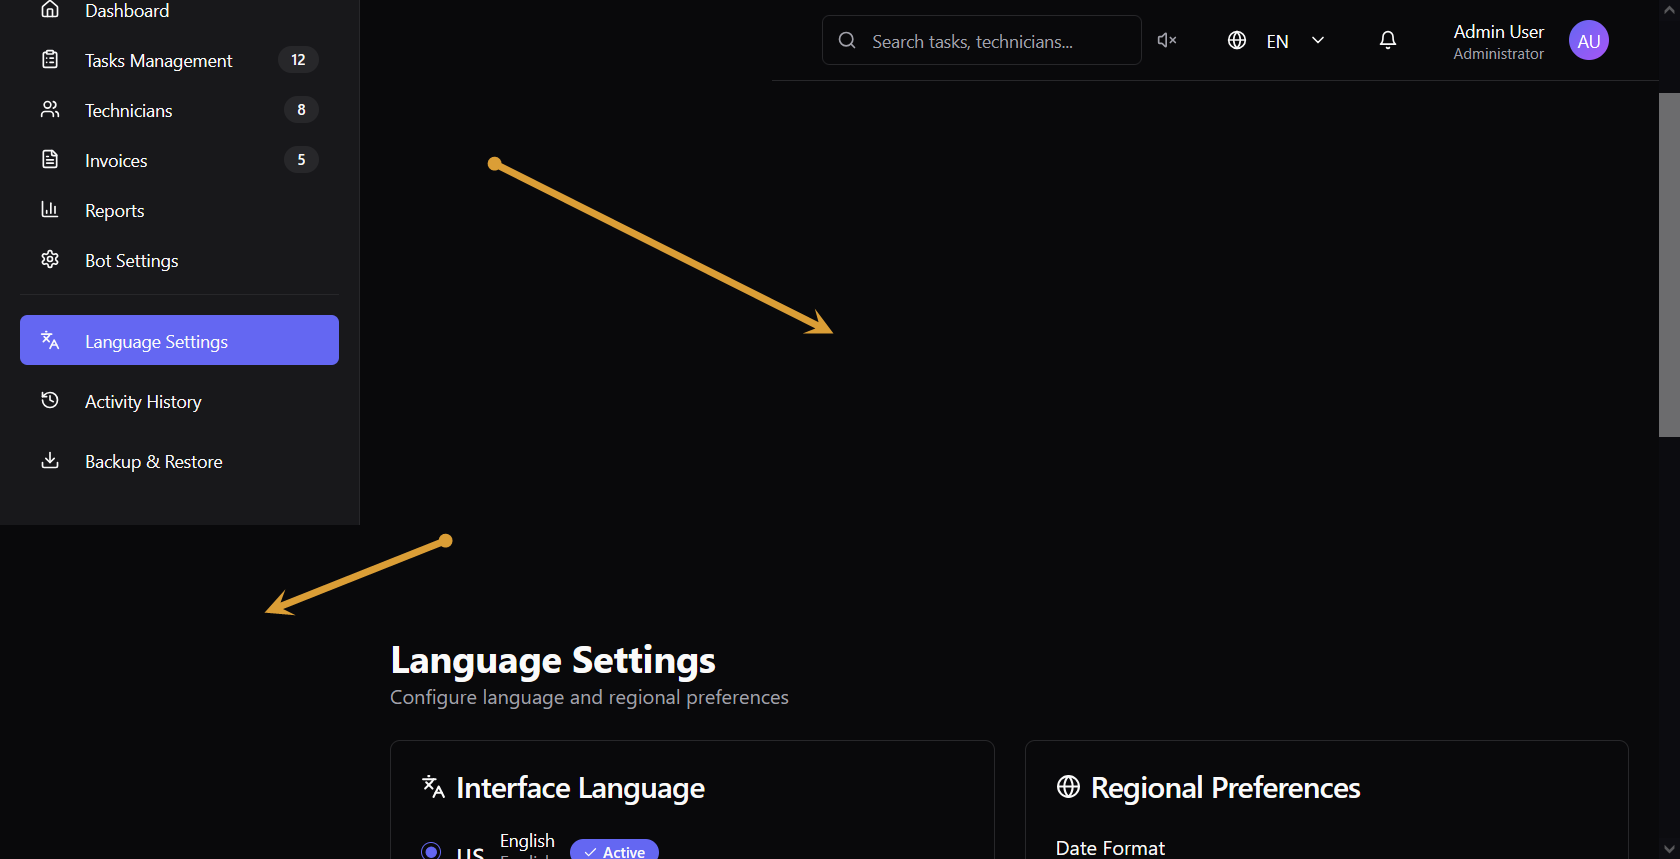 Dashboard
Tasks Management 12
Technicians 8
Invoices 5
Reports
Bot Settings
Language Settings
Activity History
Backup & Restore
Search tasks, technicians...
EN
Admin User
Administrator
AU
Language Settings
Configure language and regional preferences
Interface Language
US English
Active
Regional Preferences
Date Format